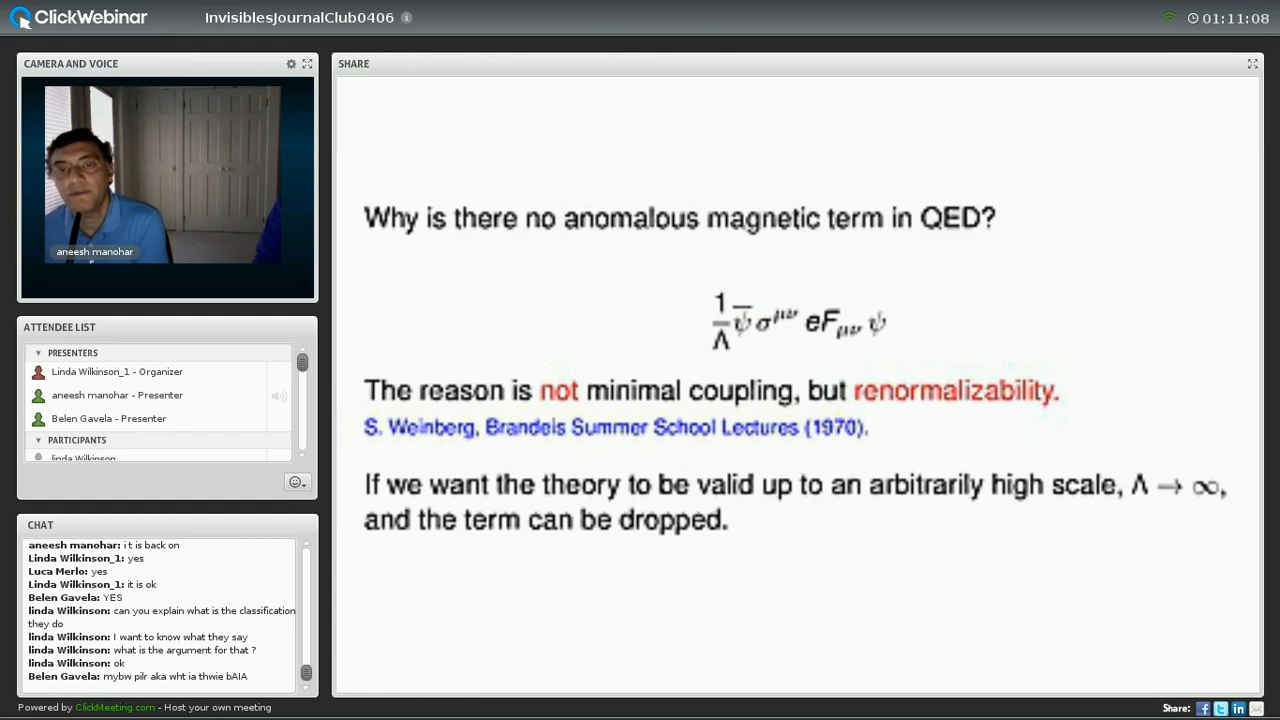 ClickWebinar
InvisiblesJournalClub0406
01:11:08
CAMERA AND VOICE
aneesh manohar
ATTENDEE LIST
PRESENTERS
Linda Wilkinson_1 - Organizer
aneesh manohar - Presenter
Belen Gavela - Presenter
PARTICIPANTS
linda Wilkinson
CHAT
aneesh manohar: i t is back on
Linda Wilkinson_1: yes
Luca Merlo: yes
Linda Wilkinson_1: it is ok
Belen Gavela: YES
linda Wilkinson: can you explain what is the classification
they do
linda Wilkinson: I want to know what they say
linda Wilkinson: what is the argument for that ?
linda Wilkinson: ok
Belen Gavela: mybw pilr aka wht ia thwie bAIA
SHARE
Why is there no anomalous magnetic term in QED?
1/Λ ψ̅ σ^μν eF_μν ψ
The reason is not minimal coupling, but renormalizability.
S. Weinberg, Brandeis Summer School Lectures (1970).
If we want the theory to be valid up to an arbitrarily high scale, Λ → ∞,
and the term can be dropped.
Powered by ClickMeeting.com - Host your own meeting
Share: